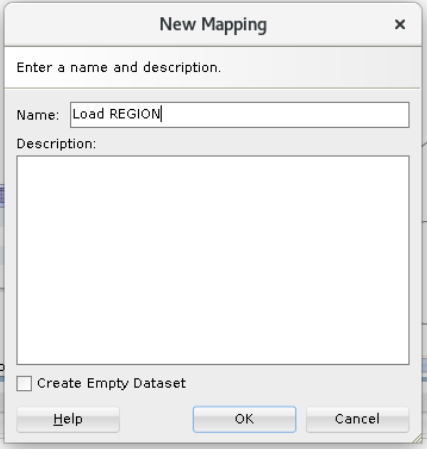 New Mapping
Enter a name and description.
Name: Load REGION
Description:
Create Empty Dataset
Help OK Cancel